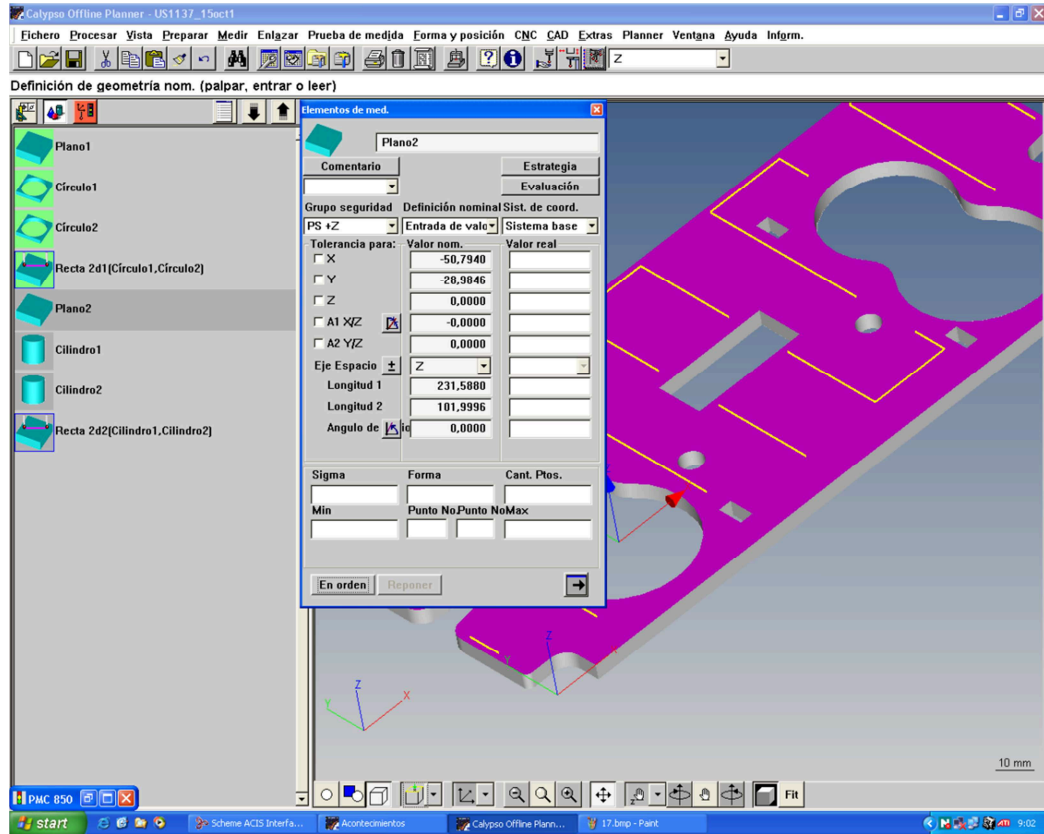 Calypso Offline Planner - US1137_15oct1
Fichero Procesar Vista Preparar Medir Enlazar Prueba de medida Forma y posición CNC CAD Extras Planner Ventana Ayuda Inform.
Z
Definición de geometría nom. (palpar, entrar o leer)
Plano1
Círculo1
Círculo2
Recta 2d1(Círculo1,Círculo2)
Plano2
Cilindro1
Cilindro2
Recta 2d2(Cilindro1,Cilindro2)
Elementos de med.
Plano2
Comentario Estrategia
Evaluación
Grupo seguridad Definición nominal Sist. de coord.
PS +Z Entrada de valo Sistema base
Tolerancia para: Valor nom. Valor real
X -50,7940
Y -28,9846
Z 0,0000
A1 X/Z -0,0000
A2 Y/Z 0,0000
Eje Espacio ± Z
Longitud 1 231,5880
Longitud 2 101,9996
Angulo de io 0,0000
Sigma Forma Cant. Ptos.
Min Punto No. Punto No Max
En orden Reponer
Z
Y
Z
X
Y
10 mm
Fit
PMC 850
start Scheme ACIS Interfa... Acontecimientos Calypso Offline Plann... 17.bmp - Paint 9:02